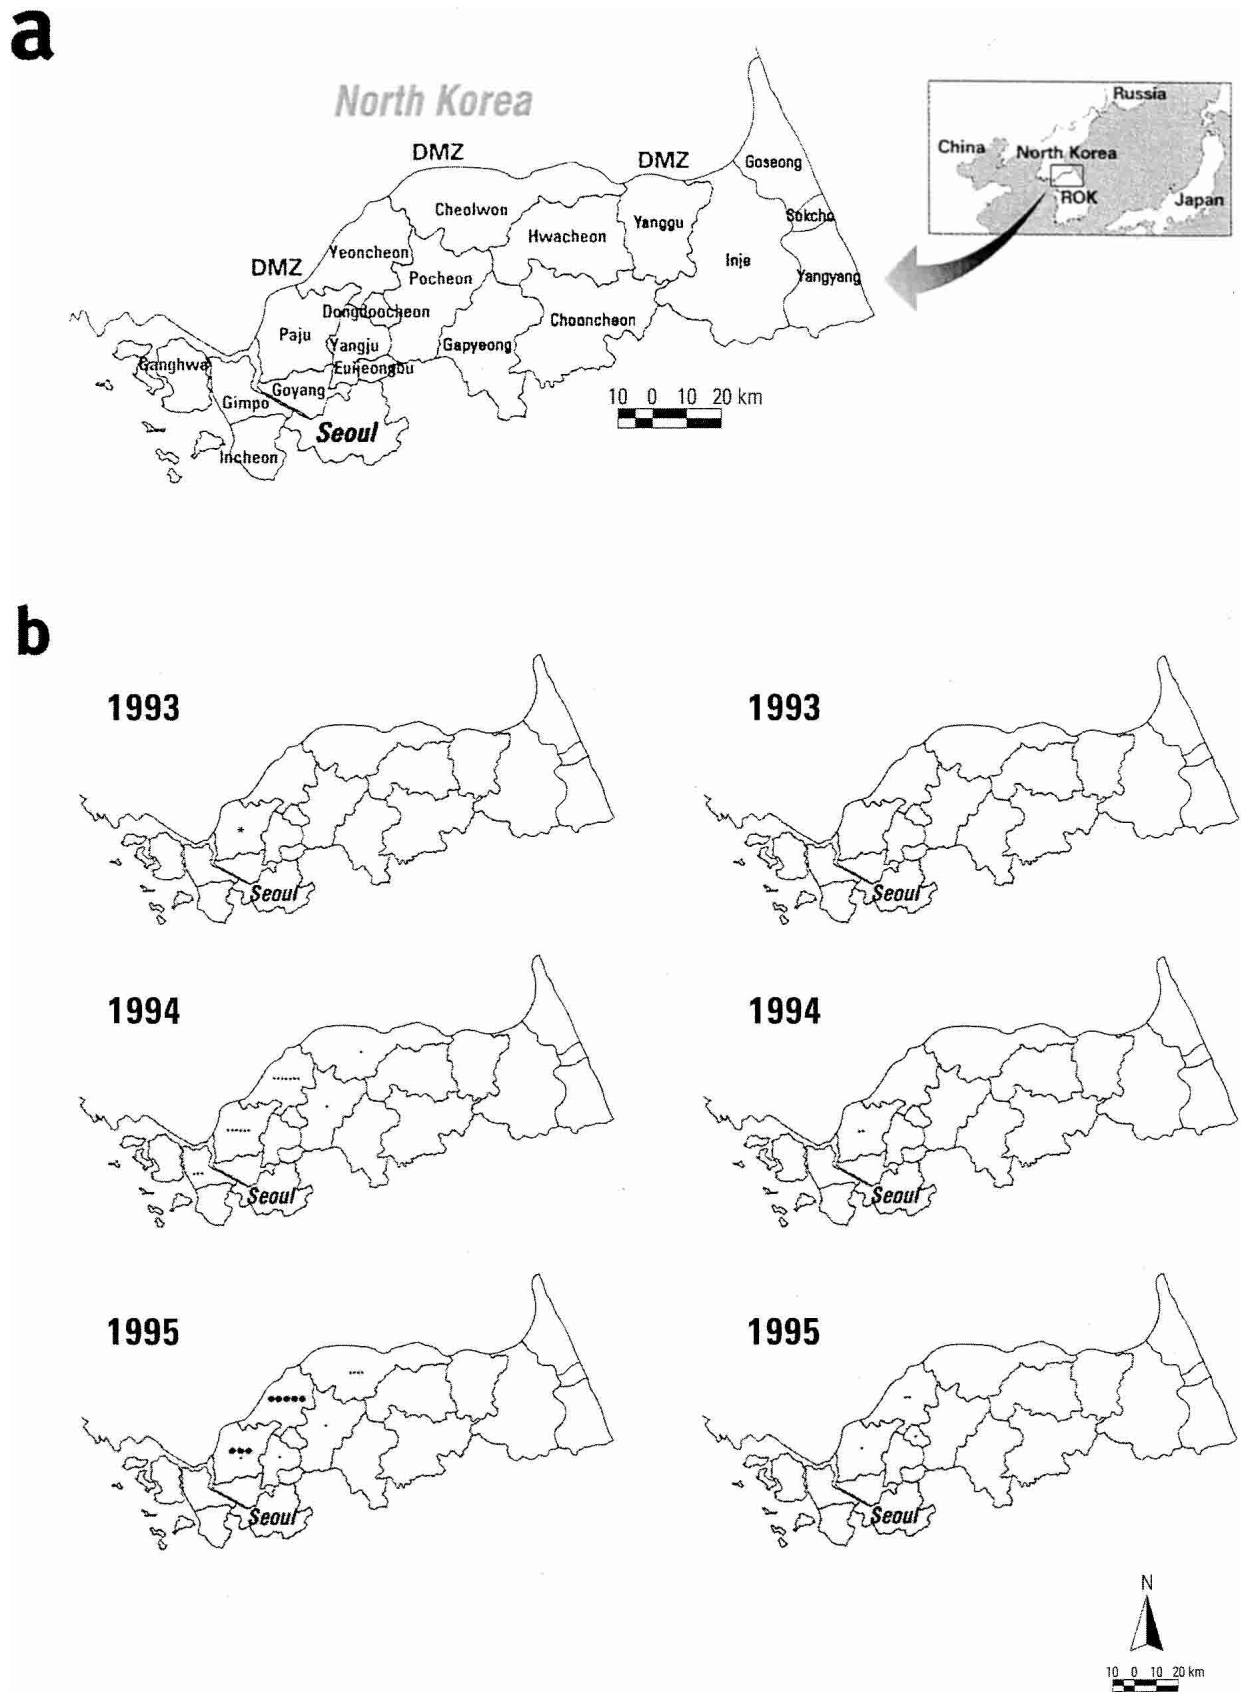 a
North Korea
DMZ
DMZ
DMZ
Goseong
Sokcho
Yangyang
Inje
Yanggu
Hwacheon
Cheolwon
Yeoncheon
Pocheon
Dongdoocheon
Chooncheon
Paju
Yangju
Gapyeong
Euijeongbu
Ganghwa
Goyang
Gimpo
Seoul
Incheon
10 0 10 20 km
Russia
China
North Korea
ROK
Japan
b
1993
Seoul
1993
Seoul
1994
Seoul
1994
Seoul
1995
Seoul
1995
Seoul
N
10 0 10 20 km